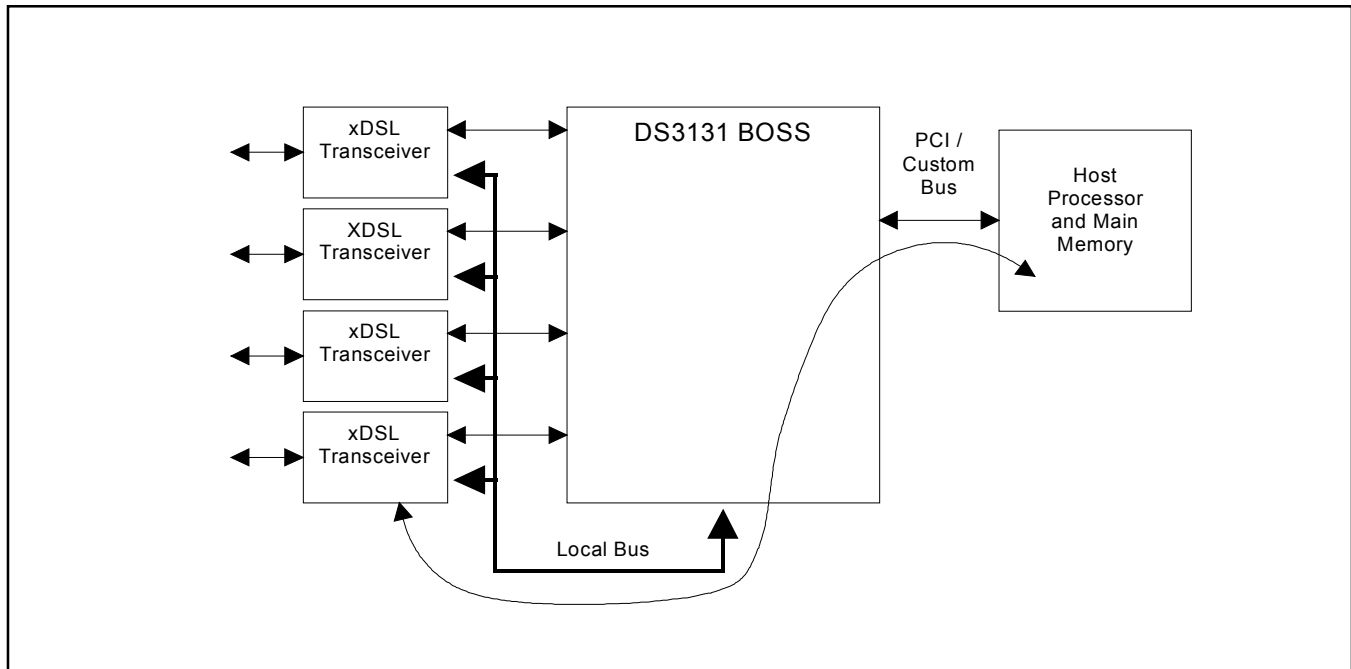 xDSL
Transceiver
XDSL
Transceiver
xDSL
Transceiver
xDSL
Transceiver
DS3131 BOSS
PCI /
Custom
Bus
Host
Processor
and Main
Memory
Local Bus